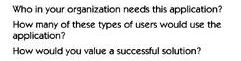 Who in your organization needs this application?
How many of these types of users would use the
application?
How would you value a successful solution?